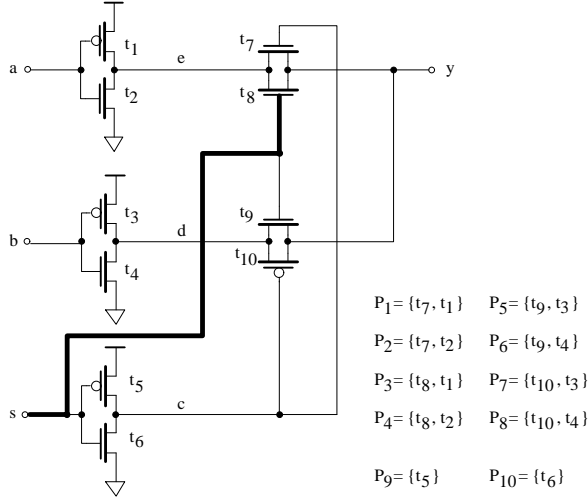 t7
t1
a
e
y
t2
t8
t3
t9
b
d
t10
t4
P1={t7, t1} P5={t9, t3}
P2={t7, t2} P6={t9, t4}
t5
P3={t8, t1} P7={t10, t3}
s
c
P4={t8, t2} P8={t10, t4}
t6
P9={t5} P10={t6}